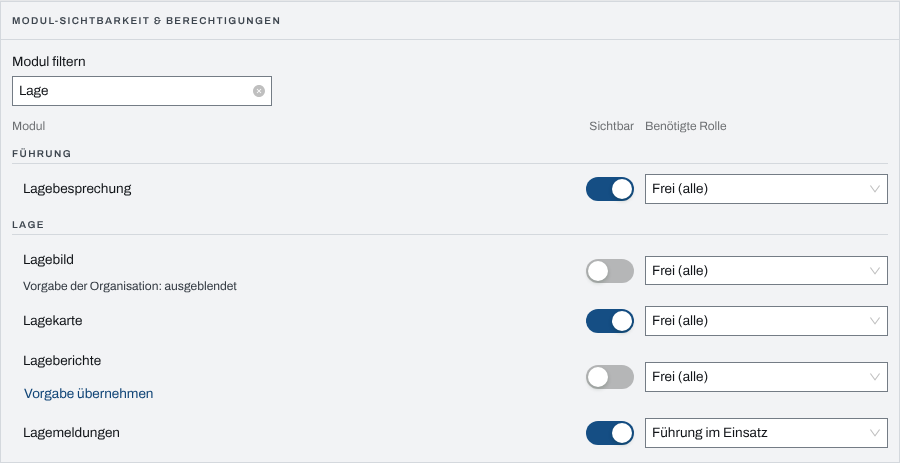 MODUL-SICHTBARKEIT & BERECHTIGUNGEN
Modul filtern
Lage
Modul Sichtbar Benötigte Rolle
FÜHRUNG
Lagebesprechung Frei (alle)
LAGE
Lagebild Frei (alle)
Vorgabe der Organisation: ausgeblendet
Lagekarte Frei (alle)
Lageberichte Frei (alle)
Vorgabe übernehmen
Lagemeldungen Führung im Einsatz